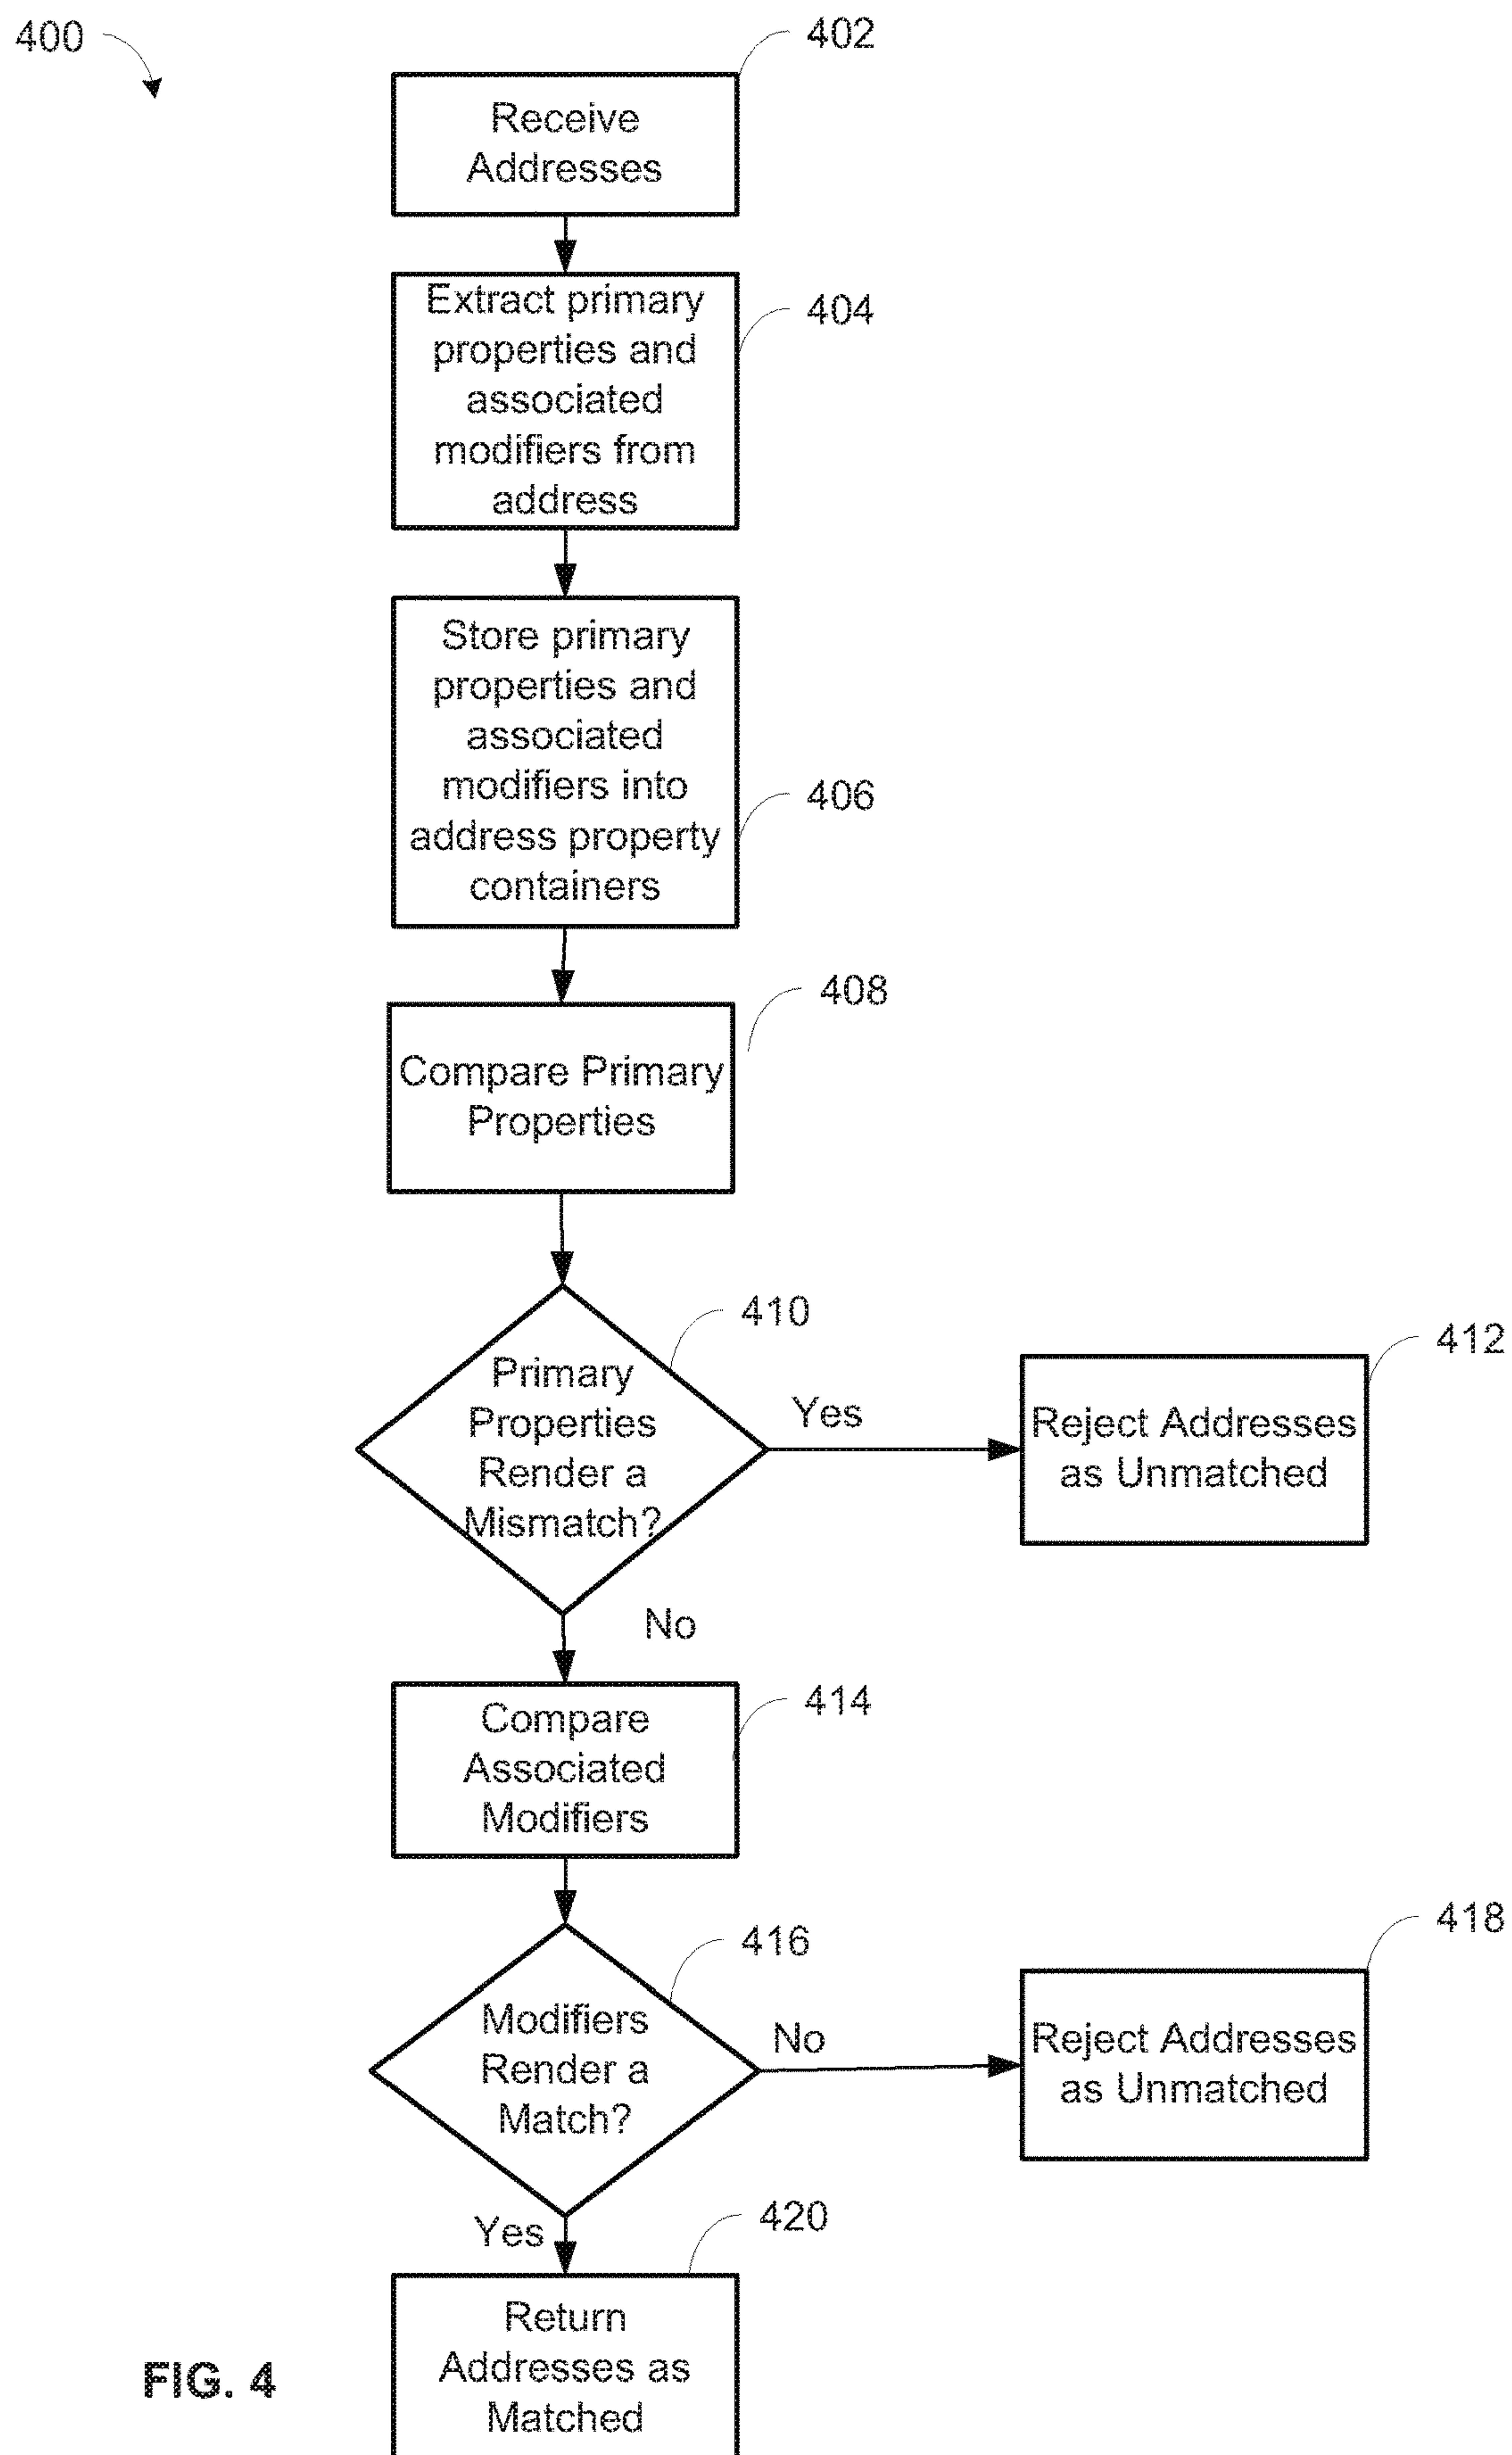 400
402
Receive
Addresses
Extract primary
properties and
associated
modifiers from
address
404
Store primary
properties and
associated
modifiers into
address property
containers
406
408
Compare Primary
Properties
410
Primary
Properties
Render a
Mismatch?
Yes
412
Reject Addresses
as Unmatched
No
414
Compare
Associated
Modifiers
416
Modifiers
Render a
Match?
No
418
Reject Addresses
as Unmatched
Yes
420
Return
Addresses as
Matched
FIG. 4